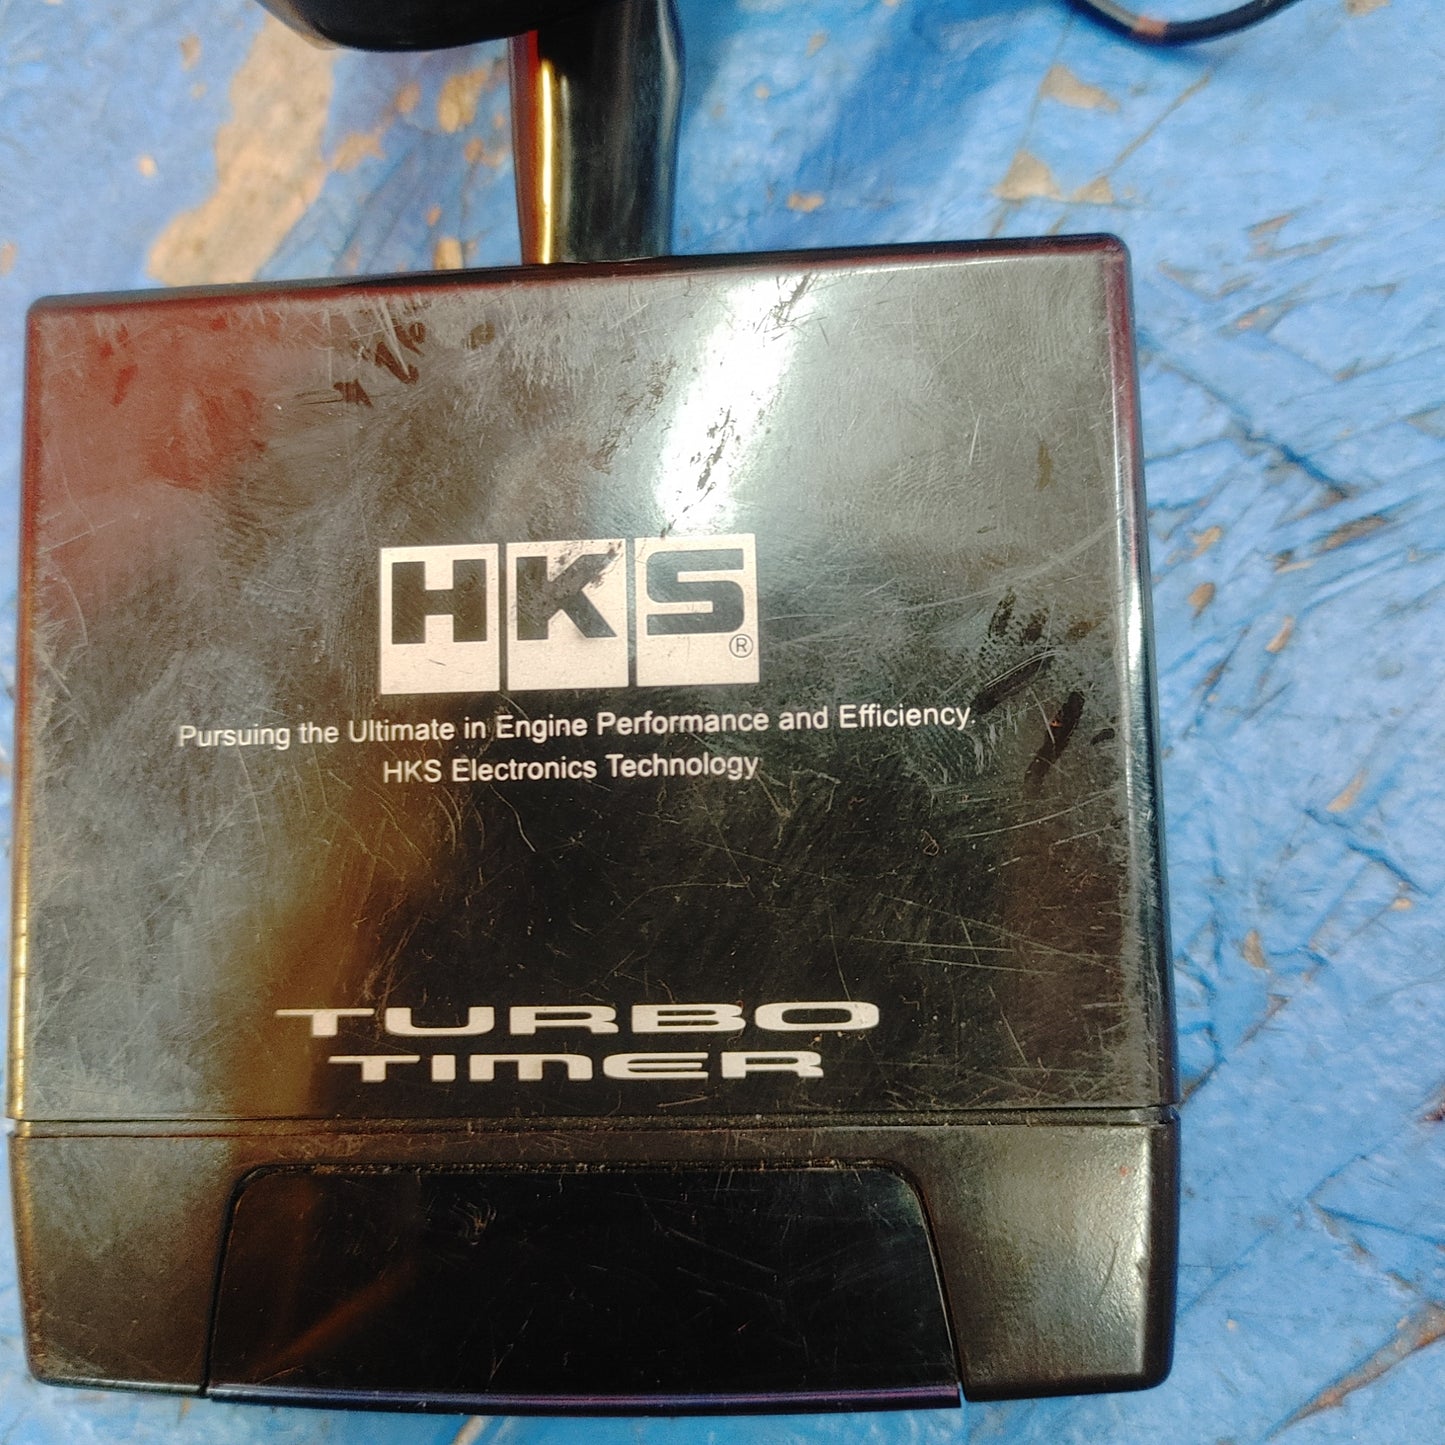 HKS®
Pursuing the Ultimate in Engine Performance and Efficiency.
HKS Electronics Technology
TURBO
TIMER